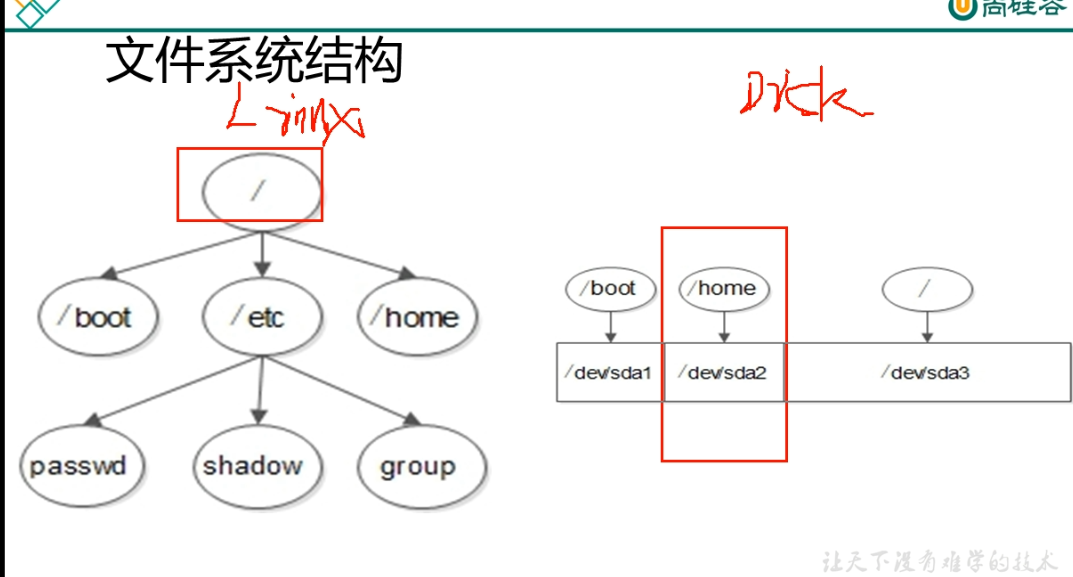 尚硅谷
文件系统结构
Linux
Disk
/
/boot
/etc
/home
passwd
shadow
group
/boot
/home
/
/dev/sda1
/dev/sda2
/dev/sda3
让天下没有难学的技术